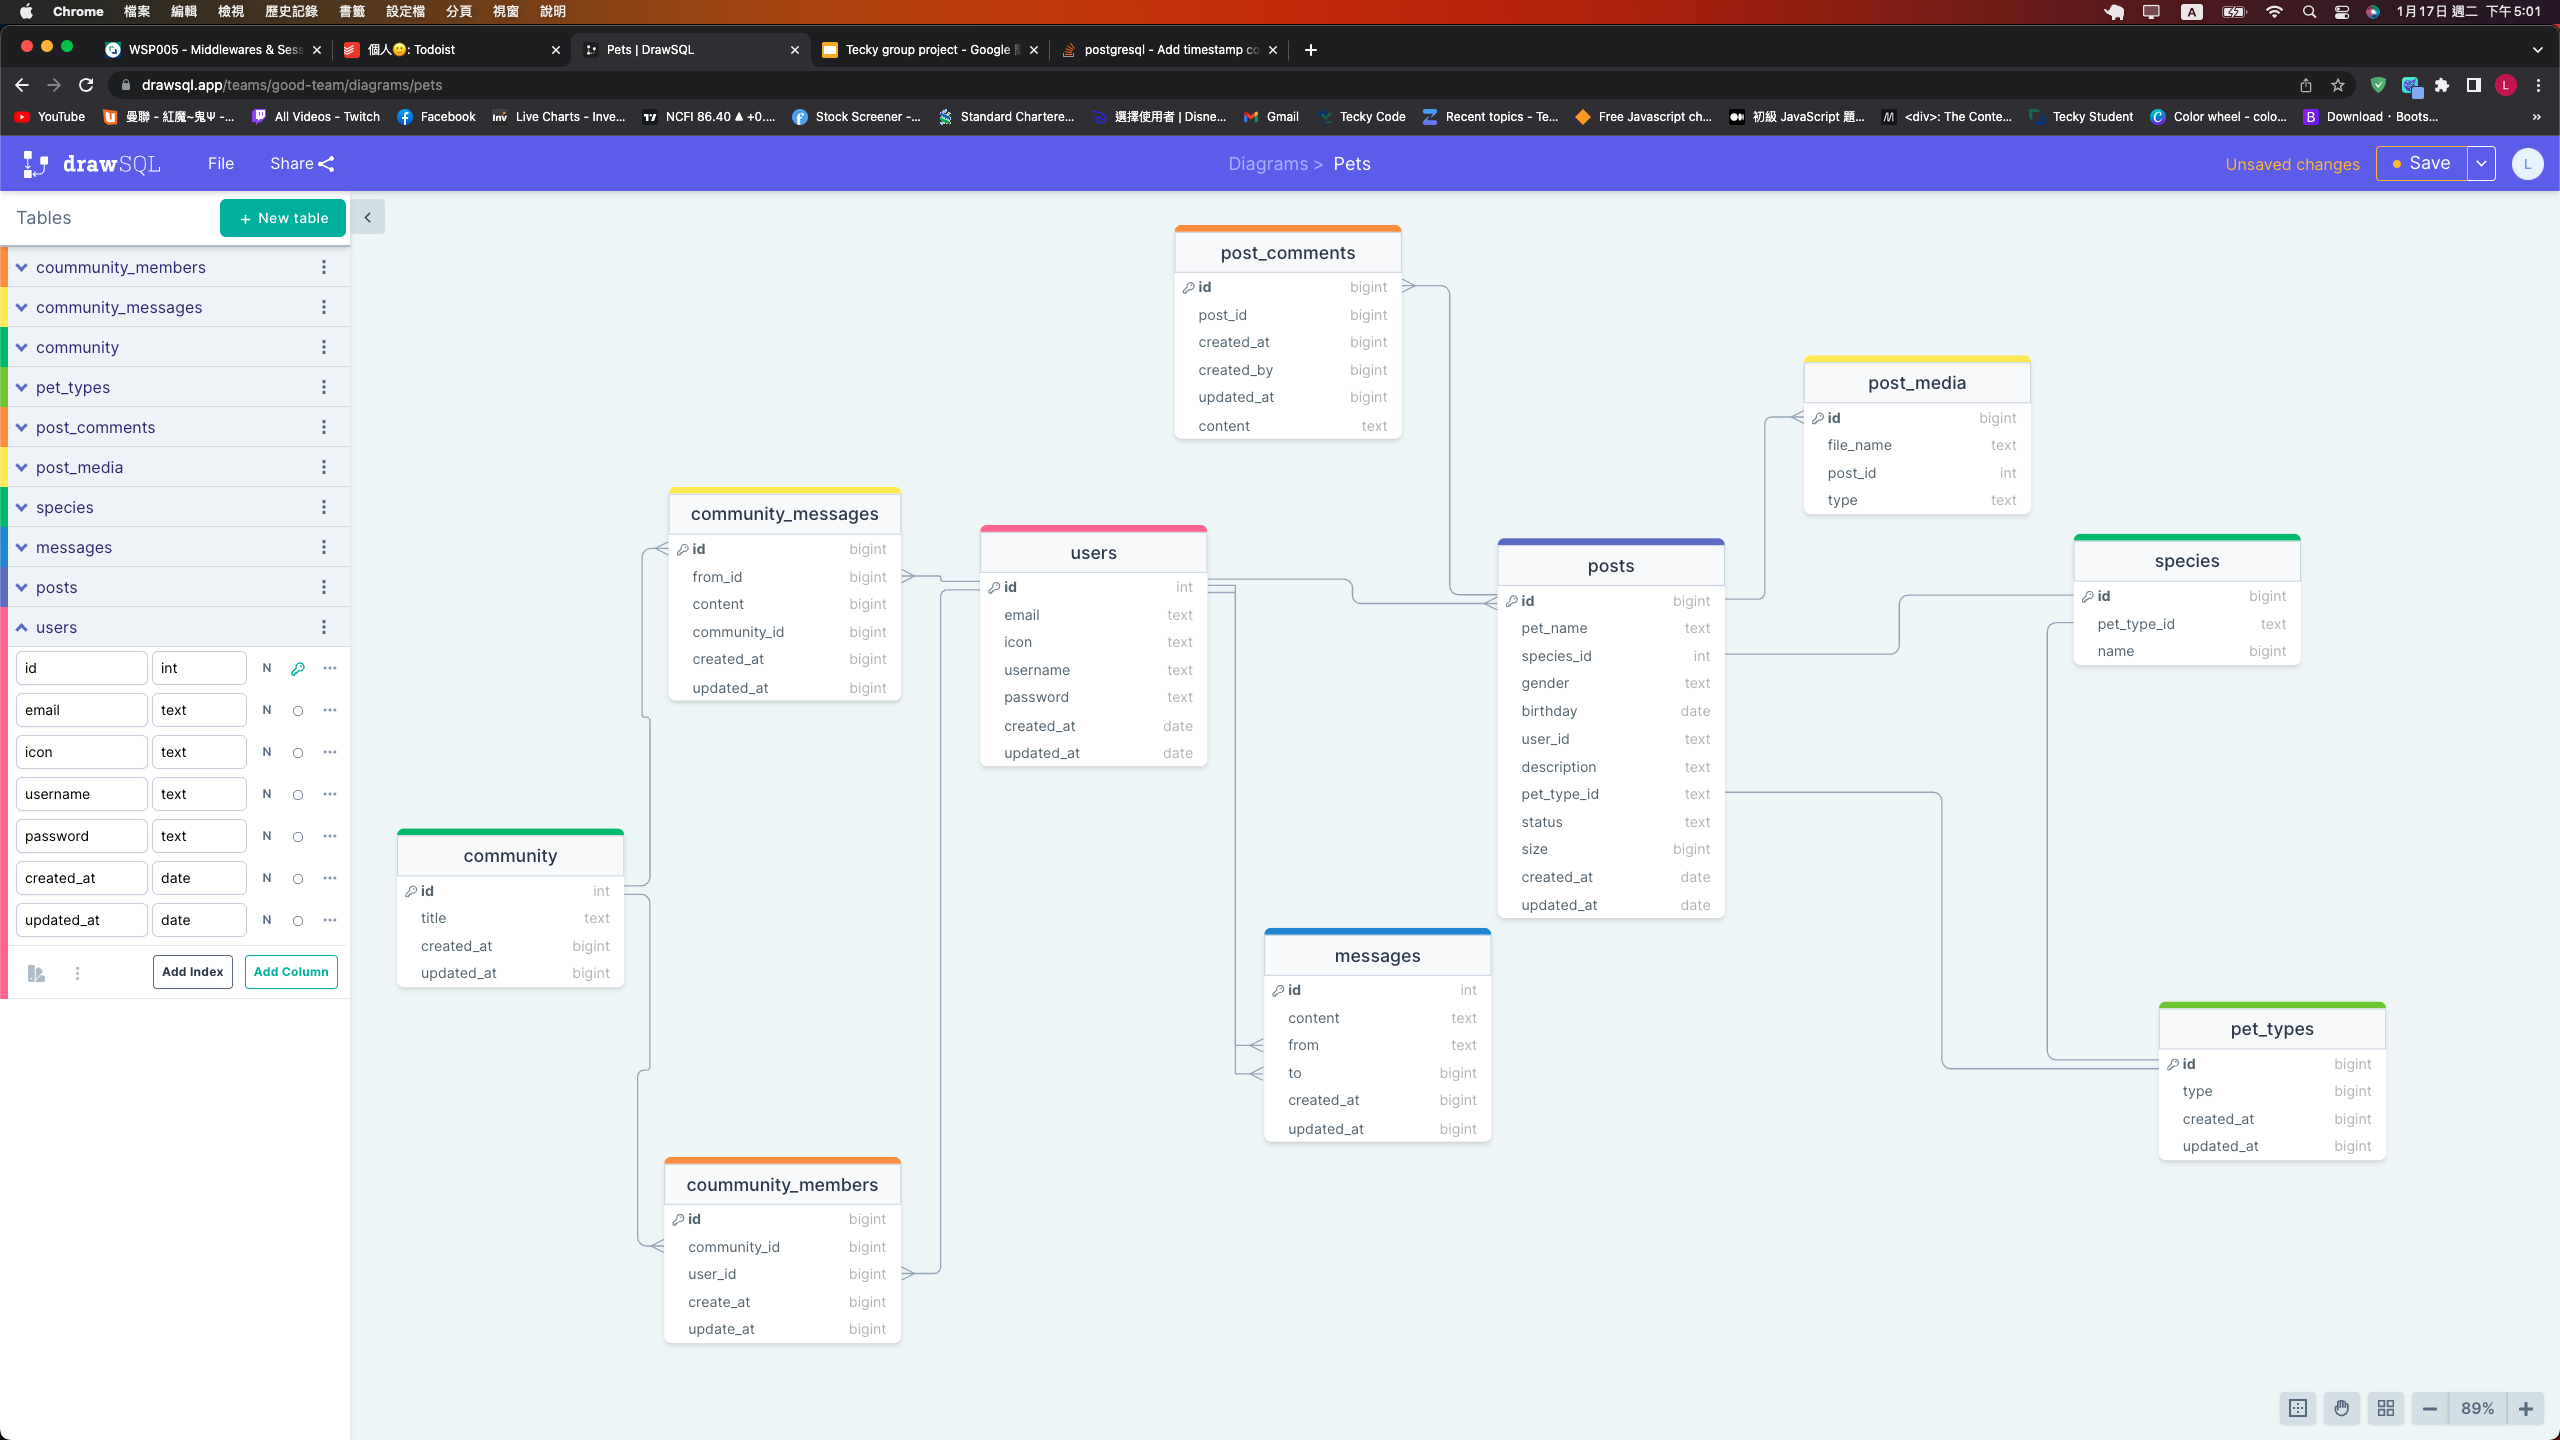 Chrome 檔案 編輯 檢視 歷史記錄 書籤 設定檔 分頁 視窗 說明 A 1月17日 週二 下午5:01
WSP005 - Middlewares & Sess 個人🙂: Todoist Pets | DrawSQL Tecky group project - Google postgresql - Add timestamp co
drawsql.app/teams/good-team/diagrams/pets L
YouTube 曼聯 - 紅魔~鬼Ψ -... All Videos - Twitch Facebook Live Charts - Inve... NCFI 86.40 ▲ +0.... Stock Screener -... Standard Chartere... 選擇使用者 | Disne... Gmail Tecky Code Recent topics - Te... Free Javascript ch... 初級 JavaScript 題... <div>: The Conte... Tecky Student Color wheel - colo... Download · Boots... »
drawSQL File Share Diagrams > Pets Unsaved changes Save L
Tables + New table
coummunity_members
community_messages
community
pet_types
post_comments
post_media
species
messages
posts
users
id int N
email text N
icon text N
username text N
password text N
created_at date N
updated_at date N
Add Index Add Column
post_comments
id bigint
post_id bigint
created_at bigint
created_by bigint
updated_at bigint
content text
post_media
id bigint
file_name text
post_id int
type text
community_messages
id bigint
from_id bigint
content bigint
community_id bigint
created_at bigint
updated_at bigint
users
id int
email text
icon text
username text
password text
created_at date
updated_at date
posts
id bigint
pet_name text
species_id int
gender text
birthday date
user_id text
description text
pet_type_id text
status text
size bigint
created_at date
updated_at date
species
id bigint
pet_type_id text
name bigint
community
id int
title text
created_at bigint
updated_at bigint
messages
id int
content text
from text
to bigint
created_at bigint
updated_at bigint
pet_types
id bigint
type bigint
created_at bigint
updated_at bigint
coummunity_members
id bigint
community_id bigint
user_id bigint
create_at bigint
update_at bigint
89%